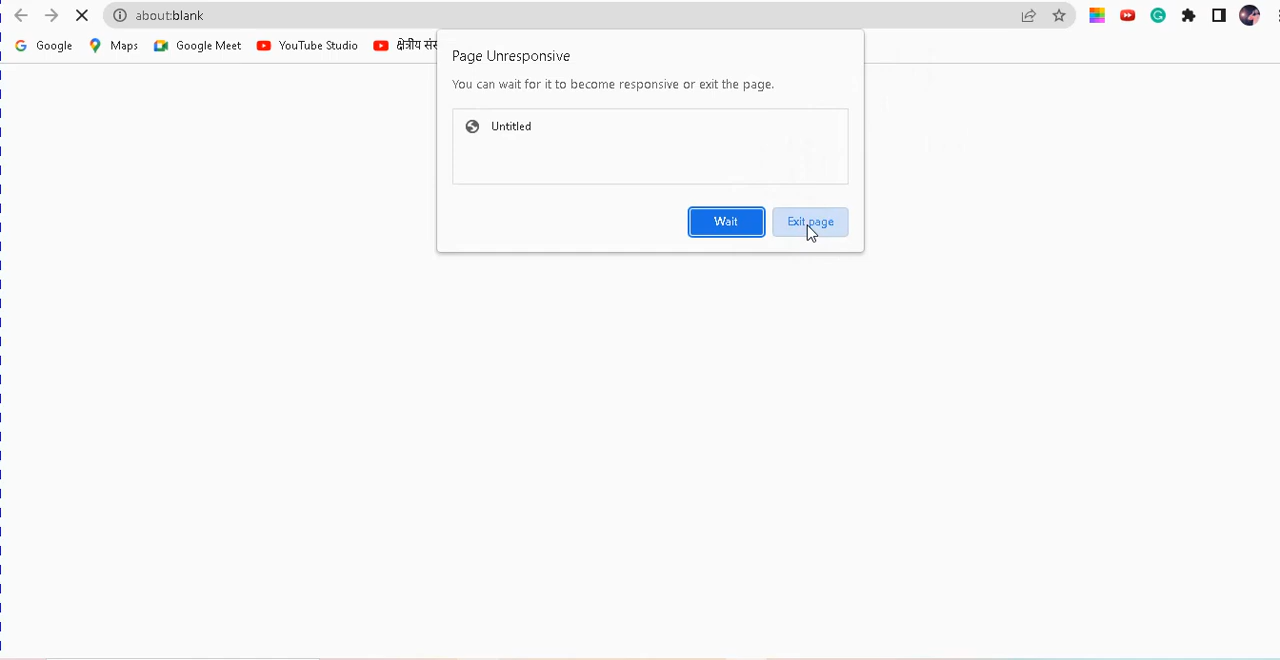 about:blank
Google Maps Google Meet YouTube Studio क्षेत्रीय
Page Unresponsive
You can wait for it to become responsive or exit the page.
Untitled
Wait Exit page